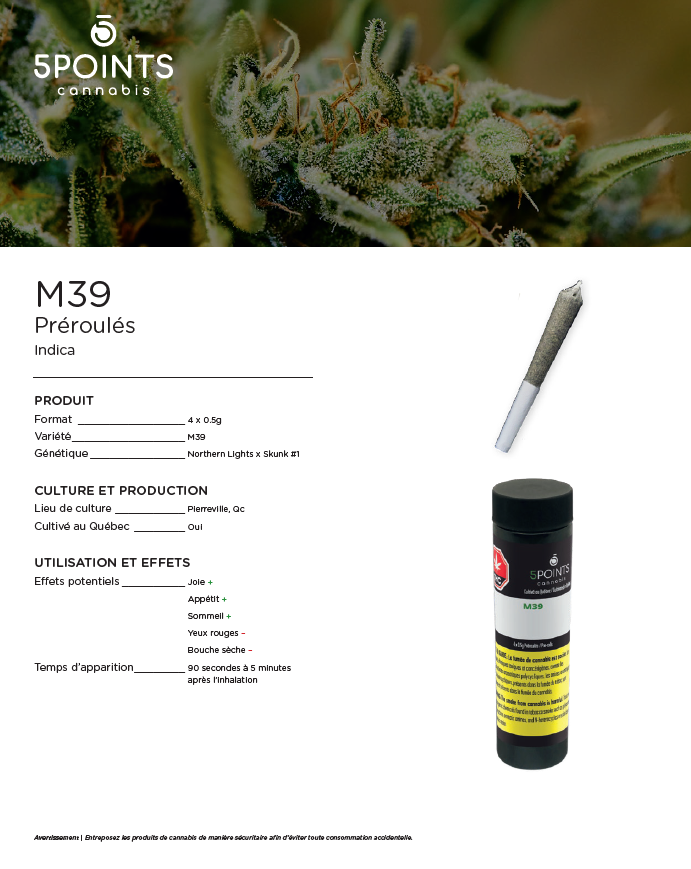 5POINTS
cannabis
M39
Préroulés
Indica
PRODUIT
Format 4 x 0.5g
Variété M39
Génétique Northern Lights x Skunk #1
CULTURE ET PRODUCTION
Lieu de culture Pierreville, Qc
Cultivé au Québec Oui
UTILISATION ET EFFETS
Effets potentiels Joie +
Appétit +
Sommeil +
Yeux rouges –
Bouche sèche –
Temps d'apparition 90 secondes à 5 minutes
après l'inhalation
5POINTS
cannabis
M39
Avertissement | Entreposez les produits de cannabis de manière sécuritaire afin d'éviter toute consommation accidentelle.